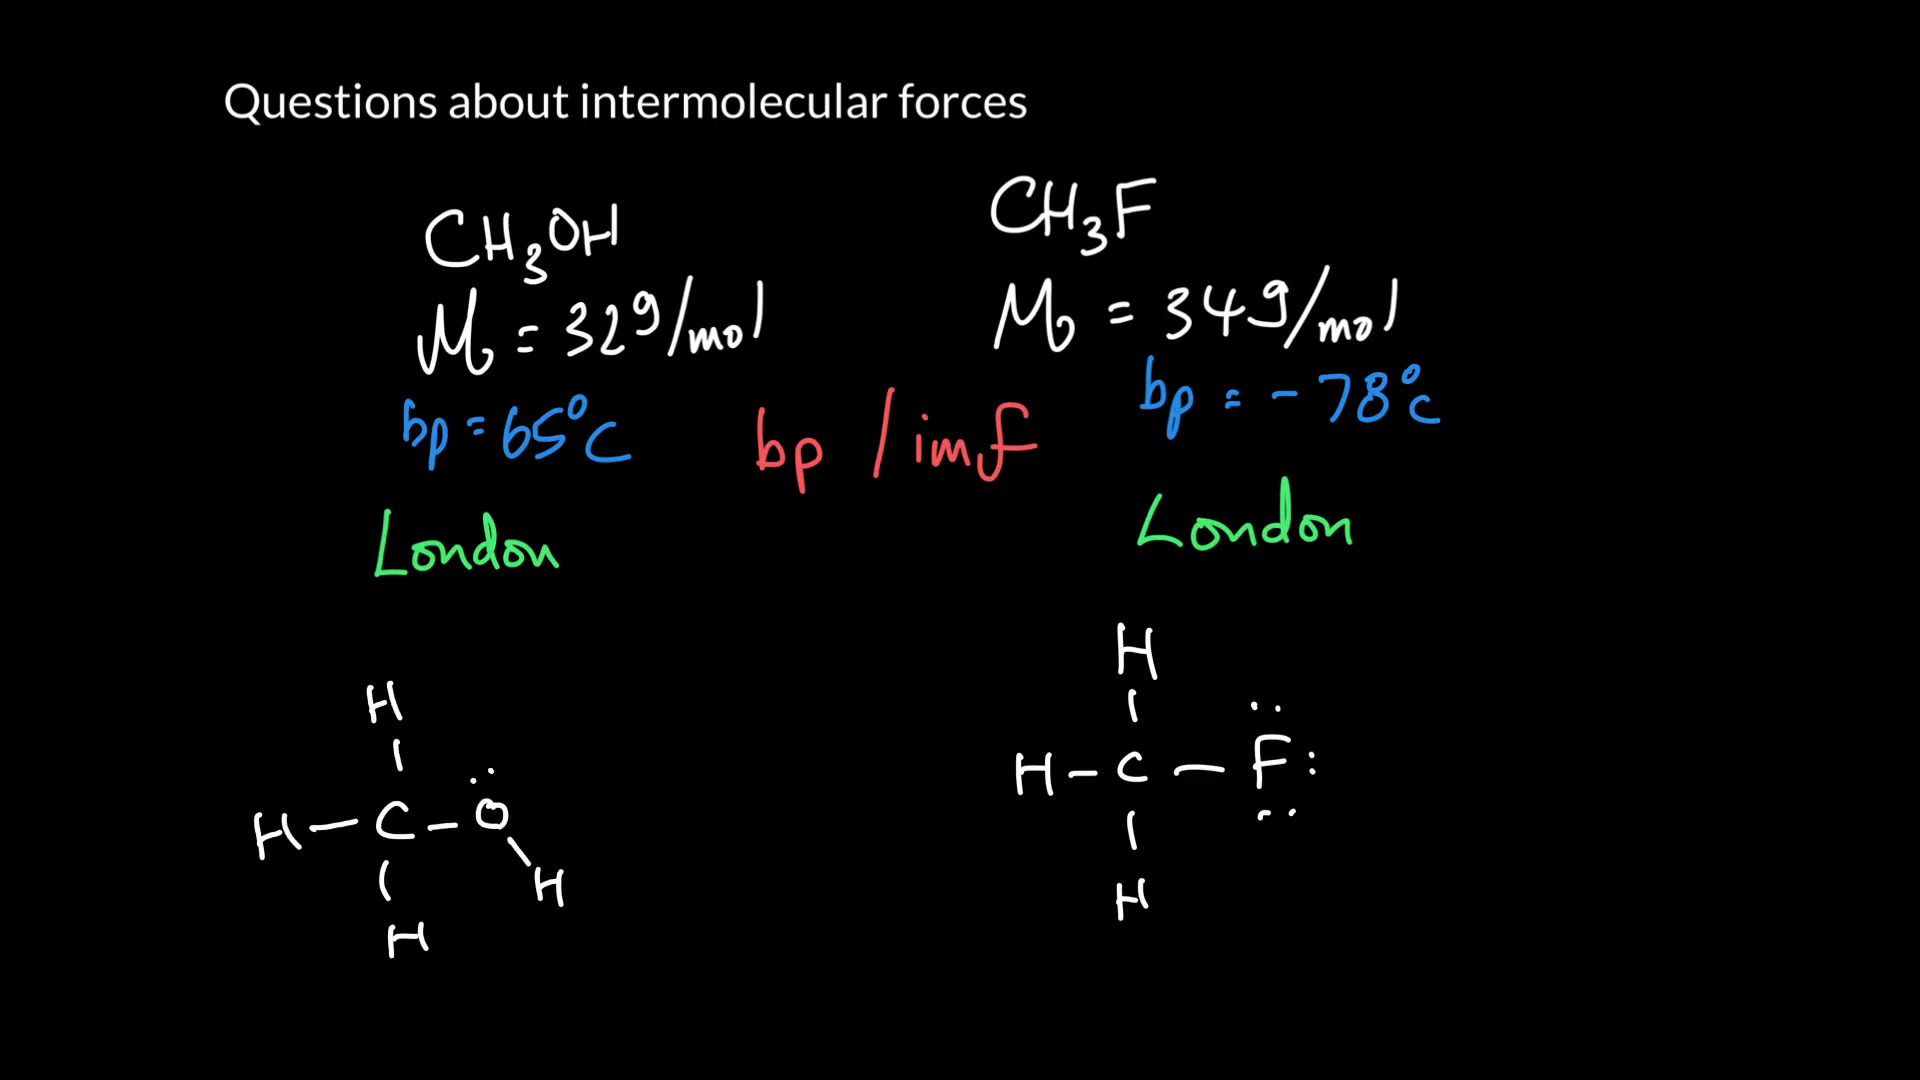 Questions about intermolecular forces
CH₃OH
M = 32g/mol
bp = 65°C
London
bp / imf
CH₃F
M = 34g/mol
bp = -78°C
London
H
H - C - Ö
H
H
H
H - C - F:
H